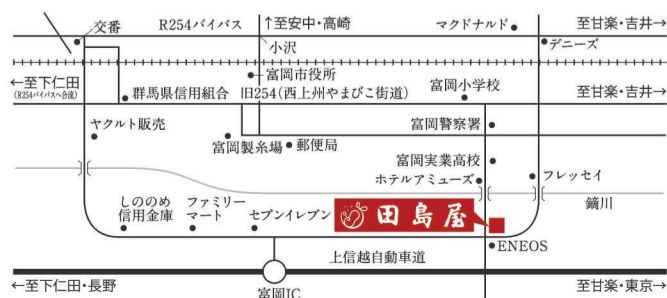 交番
R254バイパス
↑至安中・高崎
マクドナルド
至甘楽・吉井→
小沢
デニーズ
←至下仁田
(R254バイパスへ合流)
富岡市役所
群馬県信用組合
旧254(西上州やまびこ街道)
富岡小学校
至甘楽・吉井→
ヤクルト販売
富岡製糸場
郵便局
富岡警察署
富岡実業高校
ホテルアミューズ
フレッセイ
鏑川
しののめ
信用金庫
ファミリー
マート
セブンイレブン
田島屋
ENEOS
上信越自動車道
←至下仁田・長野
富岡IC
至甘楽・東京→